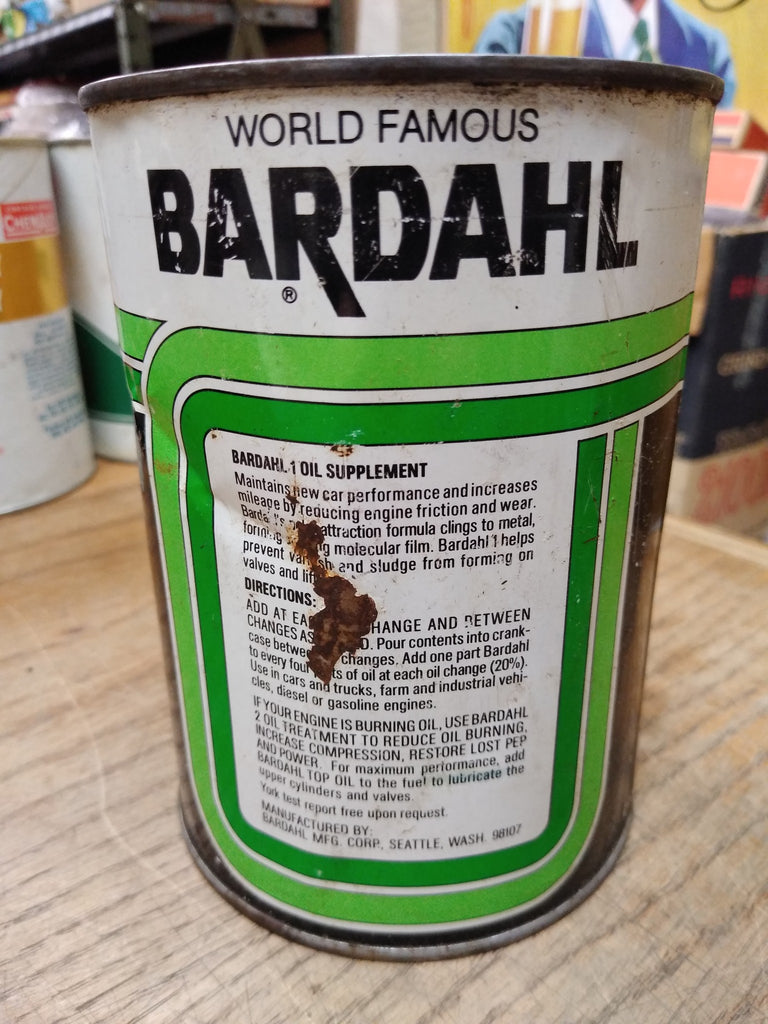 WORLD FAMOUS
BARDAHL
®
BARDAHL 1 OIL SUPPLEMENT
Maintains new car performance and increases
mileage by reducing engine friction and wear.
attraction formula clings to metal,
molecular film. Bardahl 1 helps
prevent and sludge from forming on
valves and
DIRECTIONS:
ADD AT CHANGE AND BETWEEN
CHANGES Pour contents into crank-
case changes. Add one part Bardahl
to every four of oil at each oil change (20%).
Use in cars and trucks, farm and industrial vehi-
cles, diesel or gasoline engines.
IF YOUR ENGINE IS BURNING OIL, USE BARDAHL
2 OIL TREATMENT TO REDUCE OIL BURNING,
INCREASE COMPRESSION, RESTORE LOST PEP
AND POWER. For maximum performance, add
BARDAHL TOP OIL to the fuel to lubricate the
upper cylinders and valves.
York test report free upon request.
MANUFACTURED BY:
BARDAHL MFG. CORP., SEATTLE, WASH. 98107